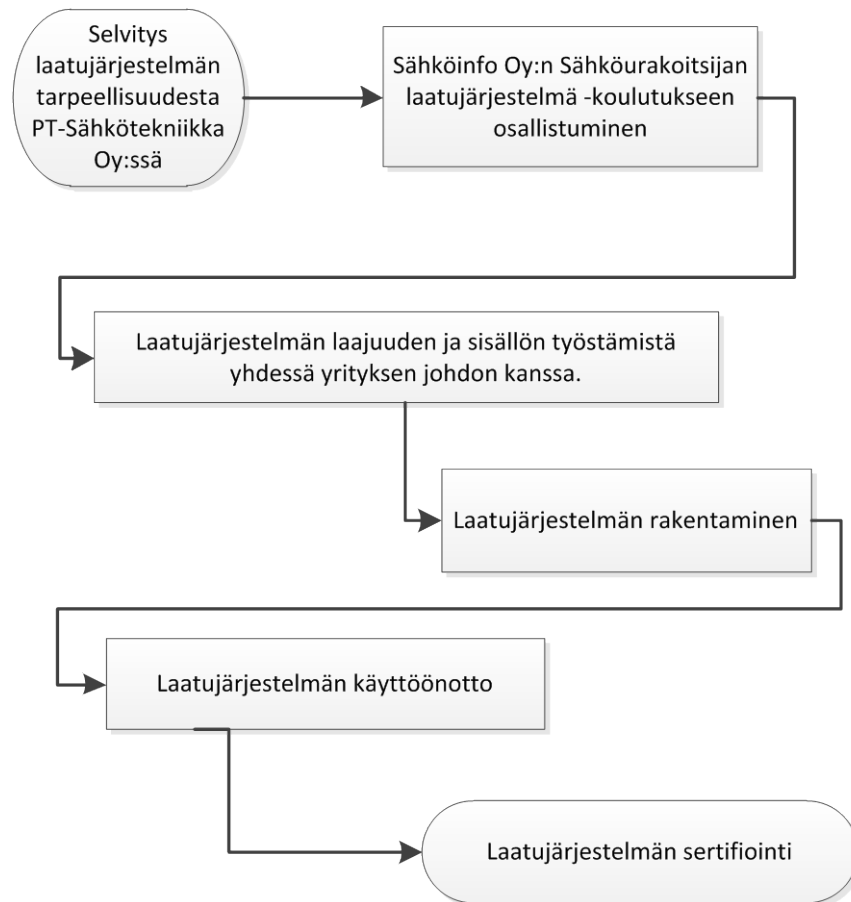 Selvitys
laatujärjestelmän
tarpeellisuudesta
PT-Sähkötekniikka
Oy:ssä
Sähköinfo Oy:n Sähköurakoitsijan
laatujärjestelmä -koulutukseen
osallistuminen
Laatujärjestelmän laajuuden ja sisällön työstämistä
yhdessä yrityksen johdon kanssa.
Laatujärjestelmän rakentaminen
Laatujärjestelmän käyttöönotto
Laatujärjestelmän sertifiointi